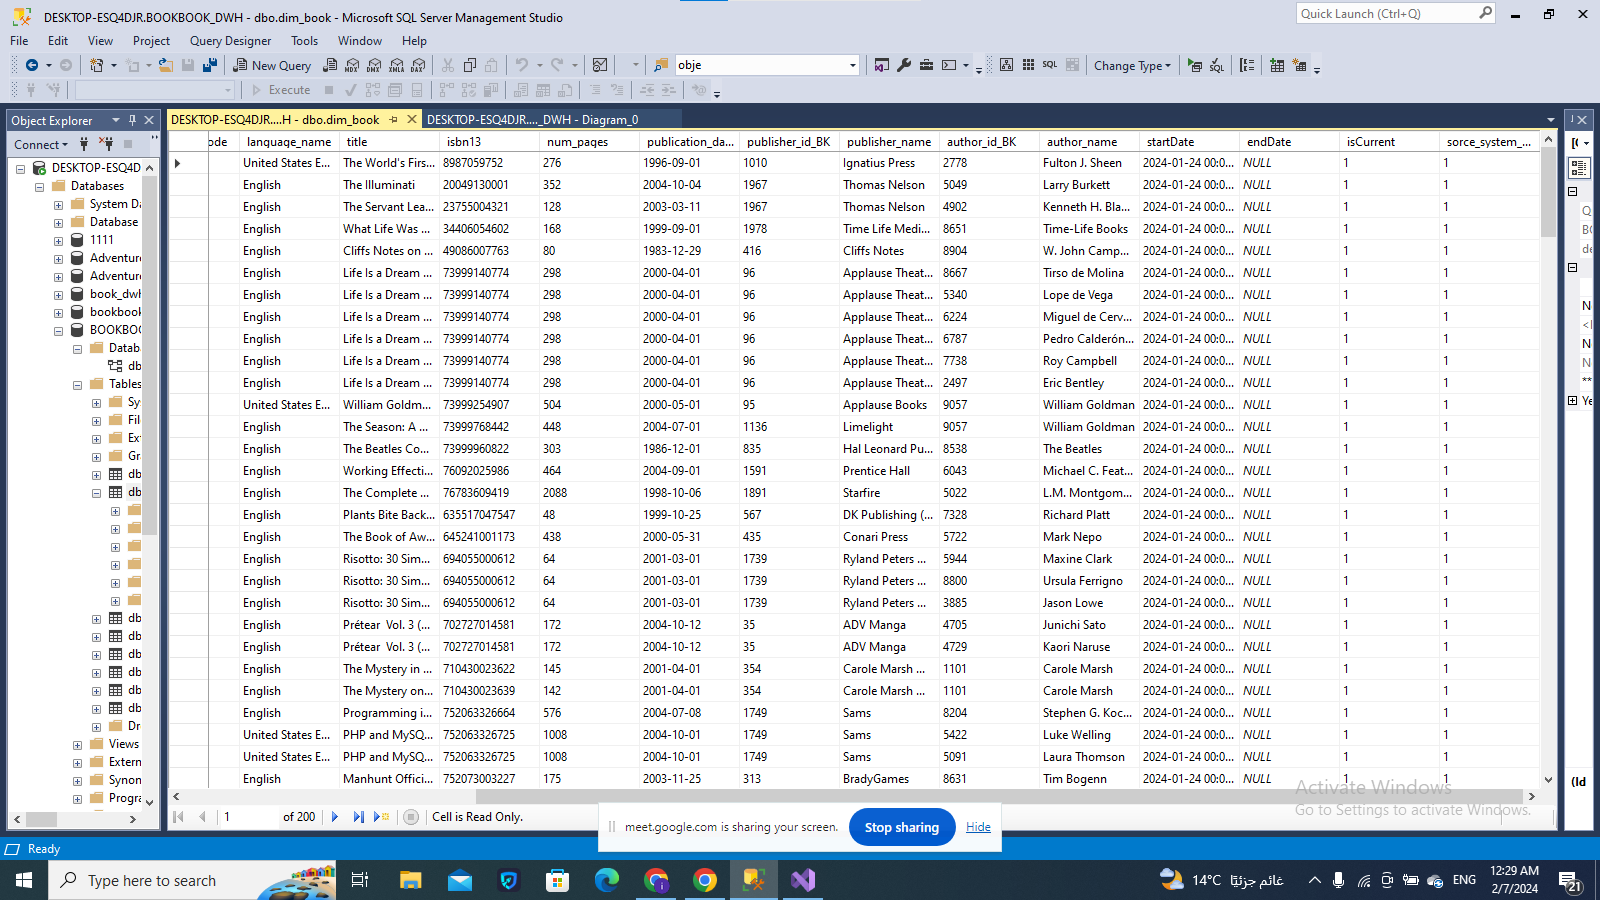 DESKTOP-ESQ4DJR.BOOKBOOK_DWH - dbo.dim_book - Microsoft SQL Server Management Studio
Quick Launch (Ctrl+Q)
File Edit View Project Query Designer Tools Window Help
New Query MDX DMX XMLA DAX obje SQL Change Type SQL
Execute
Object Explorer
Connect
DESKTOP-ESQ4D
Databases
System Da
Database
1111
Adventure
Adventure
book_dwh
bookbook
BOOKBOO
Datab
db
Tables
Sy
Fil
Ex
Gr
db
db
db
db
db
db
db
db
Dr
Views
Extern
Synon
Progra
DESKTOP-ESQ4DJR....H - dbo.dim_book DESKTOP-ESQ4DJR...._DWH - Diagram_0
ode language_name title isbn13 num_pages publication_da... publisher_id_BK publisher_name author_id_BK author_name startDate endDate isCurrent sorce_system_...
United States E... The World's Firs... 8987059752 276 1996-09-01 1010 Ignatius Press 2778 Fulton J. Sheen 2024-01-24 00:0... NULL 1 1
English The Illuminati 20049130001 352 2004-10-04 1967 Thomas Nelson 5049 Larry Burkett 2024-01-24 00:0... NULL 1 1
English The Servant Lea... 23755004321 128 2003-03-11 1967 Thomas Nelson 4902 Kenneth H. Bla... 2024-01-24 00:0... NULL 1 1
English What Life Was ... 34406054602 168 1999-09-01 1978 Time Life Medi... 8651 Time-Life Books 2024-01-24 00:0... NULL 1 1
English Cliffs Notes on ... 49086007763 80 1983-12-29 416 Cliffs Notes 8904 W. John Camp... 2024-01-24 00:0... NULL 1 1
English Life Is a Dream ... 73999140774 298 2000-04-01 96 Applause Theat... 8667 Tirso de Molina 2024-01-24 00:0... NULL 1 1
English Life Is a Dream ... 73999140774 298 2000-04-01 96 Applause Theat... 5340 Lope de Vega 2024-01-24 00:0... NULL 1 1
English Life Is a Dream ... 73999140774 298 2000-04-01 96 Applause Theat... 6224 Miguel de Cerv... 2024-01-24 00:0... NULL 1 1
English Life Is a Dream ... 73999140774 298 2000-04-01 96 Applause Theat... 6787 Pedro Calderón... 2024-01-24 00:0... NULL 1 1
English Life Is a Dream ... 73999140774 298 2000-04-01 96 Applause Theat... 7738 Roy Campbell 2024-01-24 00:0... NULL 1 1
English Life Is a Dream ... 73999140774 298 2000-04-01 96 Applause Theat... 2497 Eric Bentley 2024-01-24 00:0... NULL 1 1
United States E... William Goldm... 73999254907 504 2000-05-01 95 Applause Books 9057 William Goldman 2024-01-24 00:0... NULL 1 1
English The Season: A ... 73999768442 448 2004-07-01 1136 Limelight 9057 William Goldman 2024-01-24 00:0... NULL 1 1
English The Beatles Co... 73999960822 303 1986-12-01 835 Hal Leonard Pu... 8538 The Beatles 2024-01-24 00:0... NULL 1 1
English Working Effecti... 76092025986 464 2004-09-01 1591 Prentice Hall 6043 Michael C. Feat... 2024-01-24 00:0... NULL 1 1
English The Complete ... 76783609419 2088 1998-10-06 1891 Starfire 5022 L.M. Montgom... 2024-01-24 00:0... NULL 1 1
English Plants Bite Back... 635517047547 48 1999-10-25 567 DK Publishing (... 7328 Richard Platt 2024-01-24 00:0... NULL 1 1
English The Book of Aw... 645241001173 438 2000-05-31 435 Conari Press 5722 Mark Nepo 2024-01-24 00:0... NULL 1 1
English Risotto: 30 Sim... 694055000612 64 2001-03-01 1739 Ryland Peters ... 5944 Maxine Clark 2024-01-24 00:0... NULL 1 1
English Risotto: 30 Sim... 694055000612 64 2001-03-01 1739 Ryland Peters ... 8800 Ursula Ferrigno 2024-01-24 00:0... NULL 1 1
English Risotto: 30 Sim... 694055000612 64 2001-03-01 1739 Ryland Peters ... 3885 Jason Lowe 2024-01-24 00:0... NULL 1 1
English Prétear Vol. 3 (... 702727014581 172 2004-10-12 35 ADV Manga 4705 Junichi Sato 2024-01-24 00:0... NULL 1 1
English Prétear Vol. 3 (... 702727014581 172 2004-10-12 35 ADV Manga 4729 Kaori Naruse 2024-01-24 00:0... NULL 1 1
English The Mystery in ... 710430023622 145 2001-04-01 354 Carole Marsh ... 1101 Carole Marsh 2024-01-24 00:0... NULL 1 1
English The Mystery on... 710430023639 142 2001-04-01 354 Carole Marsh ... 1101 Carole Marsh 2024-01-24 00:0... NULL 1 1
English Programming i... 752063326664 576 2004-07-08 1749 Sams 8204 Stephen G. Koc... 2024-01-24 00:0... NULL 1 1
United States E... PHP and MySQ... 752063326725 1008 2004-10-01 1749 Sams 5422 Luke Welling 2024-01-24 00:0... NULL 1 1
United States E... PHP and MySQ... 752063326725 1008 2004-10-01 1749 Sams 5091 Laura Thomson 2024-01-24 00:0... NULL 1 1
English Manhunt Offici... 752073003227 175 2003-11-25 313 BradyGames 8631 Tim Bogenn 2024-01-24 00:0... NULL 1 1
1 of 200 Cell is Read Only.
[(
Q
BO
de
N
<I
N
N
**
Ye
(Id
Activate Windows
Go to Settings to activate Windows.
meet.google.com is sharing your screen. Stop sharing Hide
Ready
Type here to search
14°C غائم جزئيًا
ENG
12:29 AM
2/7/2024
21